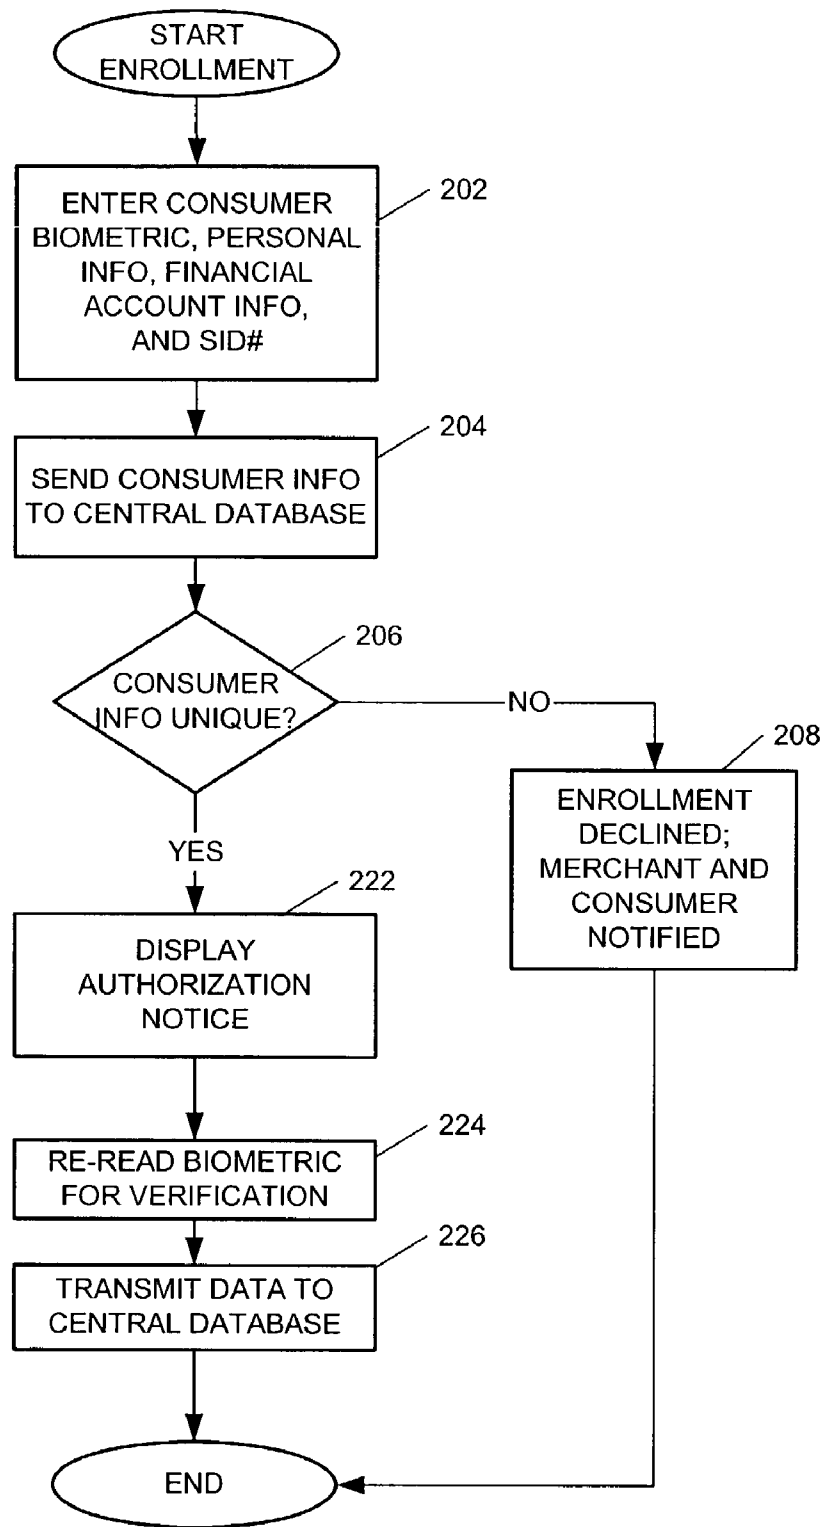 START
ENROLLMENT
202
ENTER CONSUMER
BIOMETRIC, PERSONAL
INFO, FINANCIAL
ACCOUNT INFO,
AND SID#
204
SEND CONSUMER INFO
TO CENTRAL DATABASE
206
CONSUMER
INFO UNIQUE?
NO
208
ENROLLMENT
DECLINED;
MERCHANT AND
CONSUMER
NOTIFIED
YES
222
DISPLAY
AUTHORIZATION
NOTICE
224
RE-READ BIOMETRIC
FOR VERIFICATION
226
TRANSMIT DATA TO
CENTRAL DATABASE
END